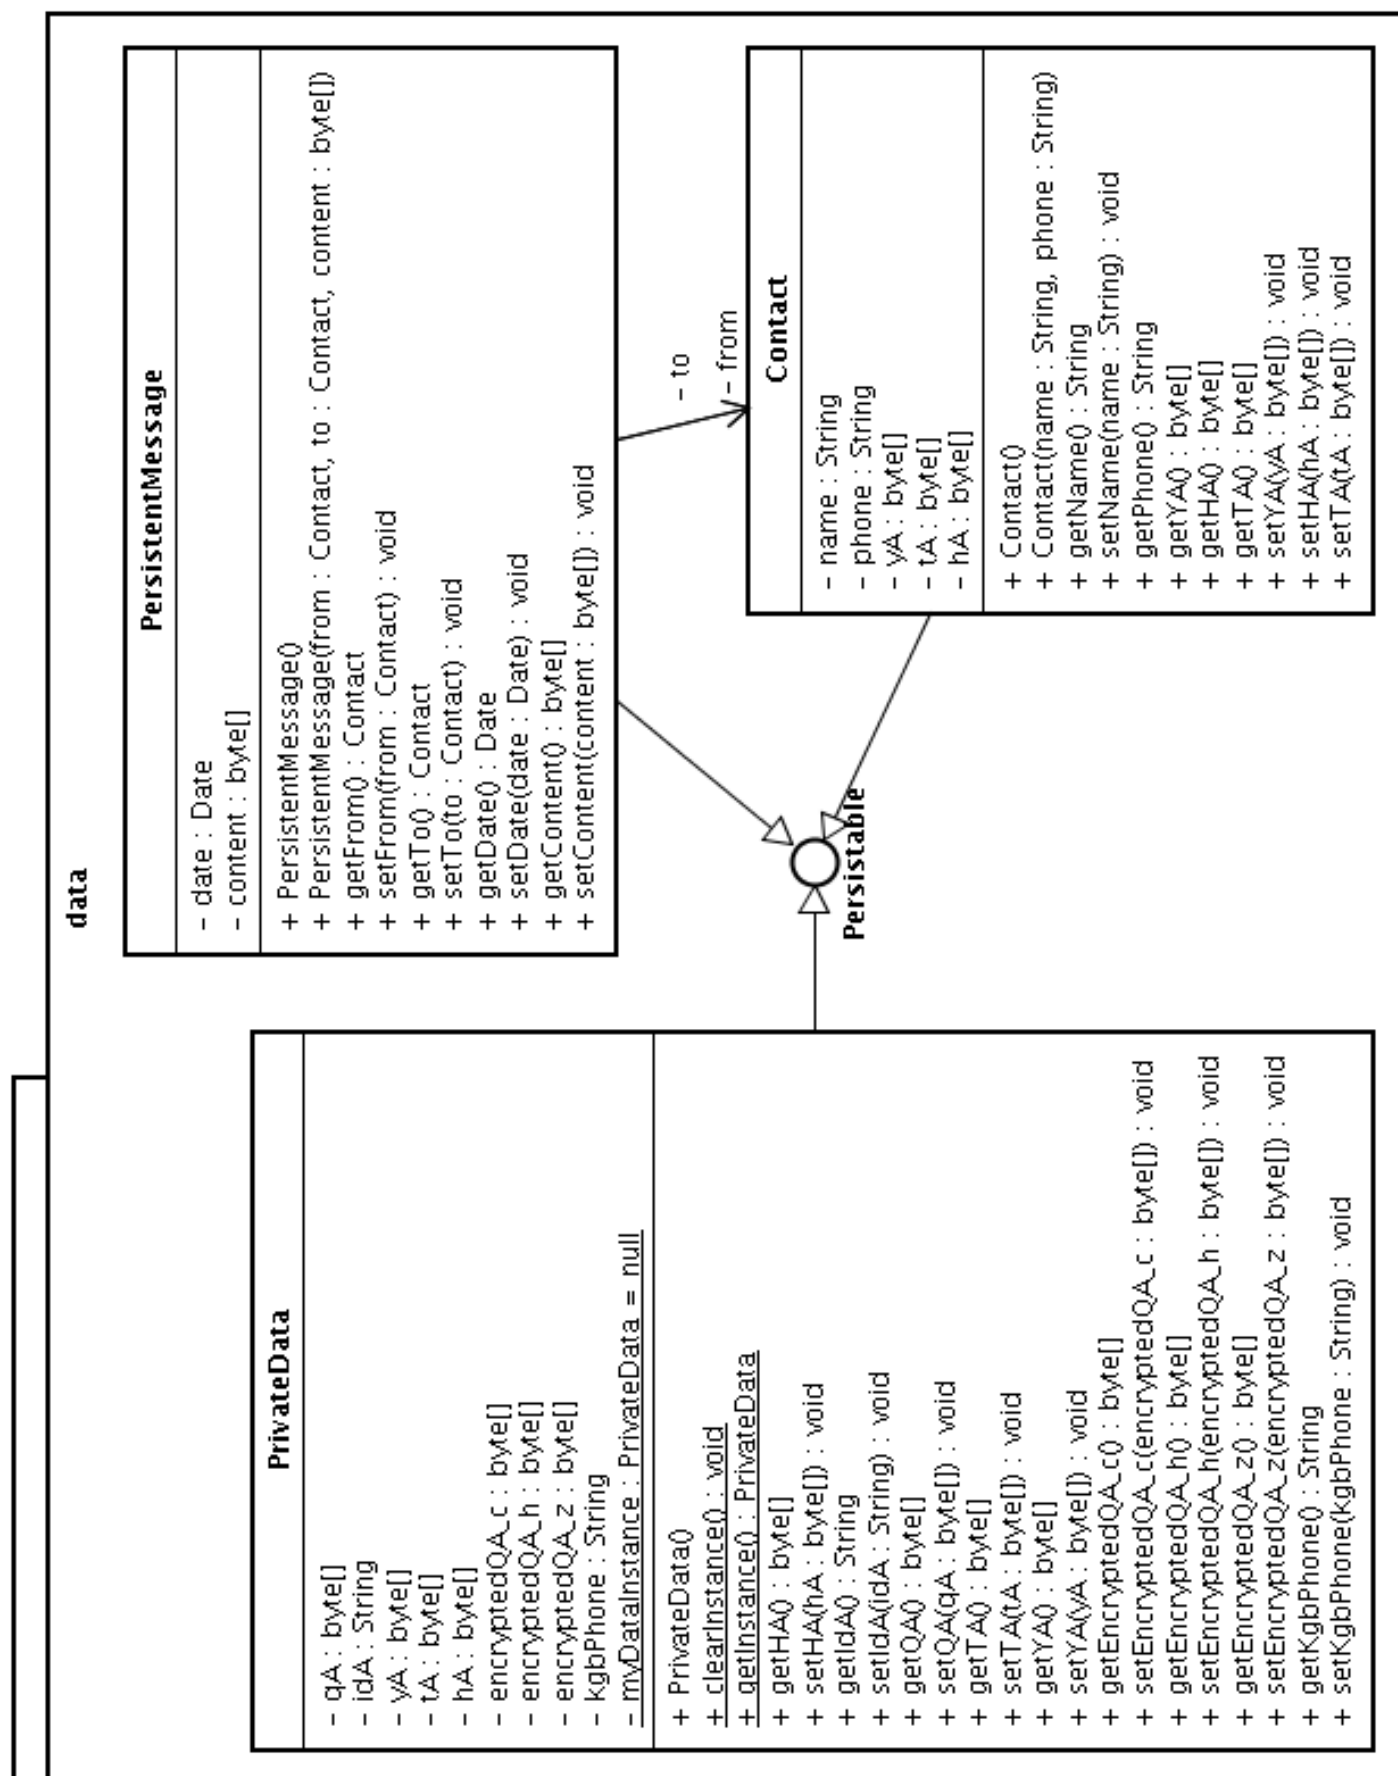 data
PrivateData
- qA : byte[]
- idA : String
- yA : byte[]
- tA : byte[]
- hA : byte[]
- encryptedQA_c : byte[]
- encryptedQA_h : byte[]
- encryptedQA_z : byte[]
- kgbPhone : String
- myDataInstance : PrivateData = null
+ PrivateData()
+ clearInstance() : void
+ getInstance() : PrivateData
+ getHA() : byte[]
+ setHA(hA : byte[]) : void
+ getIdA() : String
+ setIdA(idA : String) : void
+ getQA() : byte[]
+ setQA(qA : byte[]) : void
+ getTA() : byte[]
+ setTA(tA : byte[]) : void
+ getYA() : byte[]
+ setYA(yA : byte[]) : void
+ getEncryptedQA_c() : byte[]
+ setEncryptedQA_c(encryptedQA_c : byte[]) : void
+ getEncryptedQA_h() : byte[]
+ setEncryptedQA_h(encryptedQA_h : byte[]) : void
+ getEncryptedQA_z() : byte[]
+ setEncryptedQA_z(encryptedQA_z : byte[]) : void
+ getKgbPhone() : String
+ setKgbPhone(kgbPhone : String) : void
PersistentMessage
- date : Date
- content : byte[]
+ PersistentMessage()
+ PersistentMessage(from : Contact, to : Contact, content : byte[])
+ getFrom() : Contact
+ setFrom(from : Contact) : void
+ getTo() : Contact
+ setTo(to : Contact) : void
+ getDate() : Date
+ setDate(date : Date) : void
+ getContent() : byte[]
+ setContent(content : byte[]) : void
- to
- from
Persistable
Contact
- name : String
- phone : String
- yA : byte[]
- tA : byte[]
- hA : byte[]
+ Contact()
+ Contact(name : String, phone : String)
+ getName() : String
+ setName(name : String) : void
+ getPhone() : String
+ getYA() : byte[]
+ getHA() : byte[]
+ getTA() : byte[]
+ setYA(yA : byte[]) : void
+ setHA(hA : byte[]) : void
+ setTA(tA : byte[]) : void